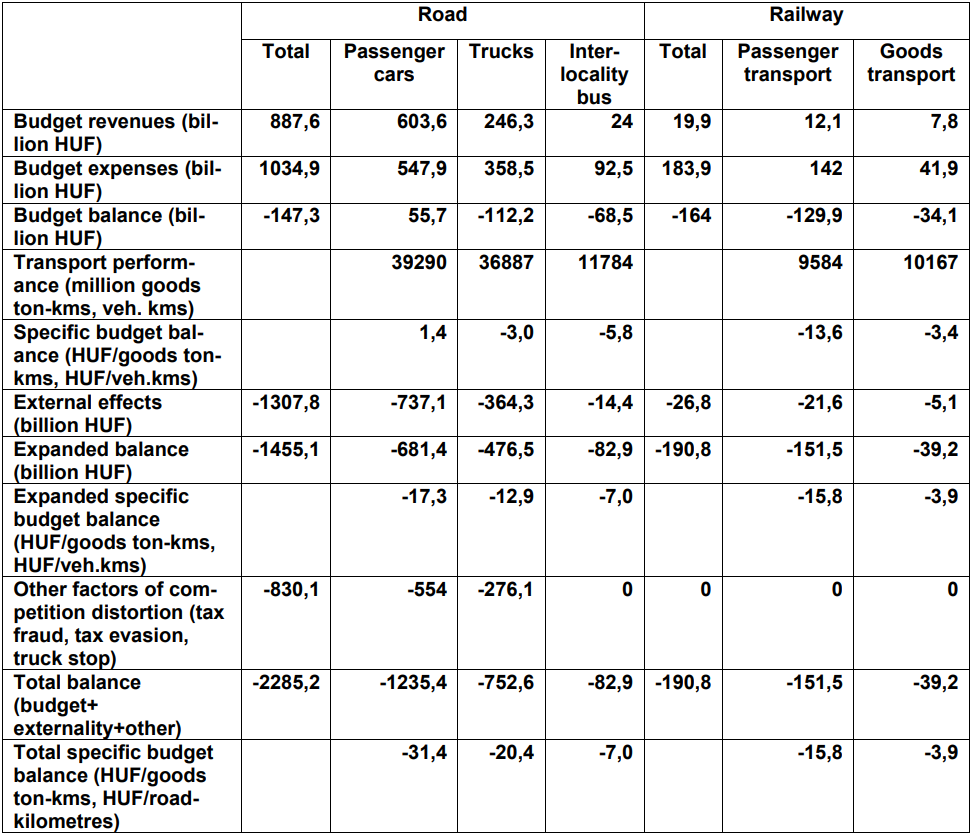 Road Railway
Total Passenger cars Trucks Inter-locality bus Total Passenger transport Goods transport
Budget revenues (bil-
lion HUF) 887,6 603,6 246,3 24 19,9 12,1 7,8
Budget expenses (bil-
lion HUF) 1034,9 547,9 358,5 92,5 183,9 142 41,9
Budget balance (bil-
lion HUF) -147,3 55,7 -112,2 -68,5 -164 -129,9 -34,1
Transport perform-
ance (million goods
ton-kms, veh. kms) 39290 36887 11784 9584 10167
Specific budget bal-
ance (HUF/goods ton-
kms, HUF/veh.kms) 1,4 -3,0 -5,8 -13,6 -3,4
External effects
(billion HUF) -1307,8 -737,1 -364,3 -14,4 -26,8 -21,6 -5,1
Expanded balance
(billion HUF) -1455,1 -681,4 -476,5 -82,9 -190,8 -151,5 -39,2
Expanded specific
budget balance
(HUF/goods ton-kms,
HUF/veh.kms) -17,3 -12,9 -7,0 -15,8 -3,9
Other factors of com-
petition distortion (tax
fraud, tax evasion,
truck stop) -830,1 -554 -276,1 0 0 0 0
Total balance
(budget+
externality+other) -2285,2 -1235,4 -752,6 -82,9 -190,8 -151,5 -39,2
Total specific budget
balance (HUF/goods
ton-kms, HUF/road-
kilometres) -31,4 -20,4 -7,0 -15,8 -3,9